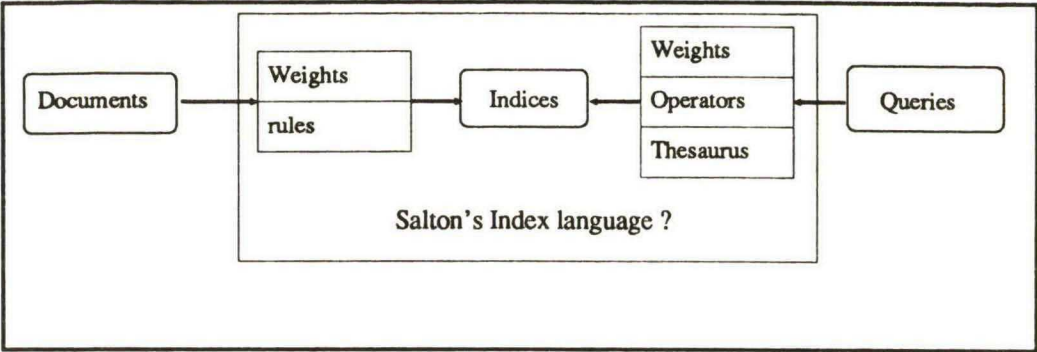 Documents
Weights
rules
Indices
Weights
Operators
Thesaurus
Queries
Salton's Index language ?